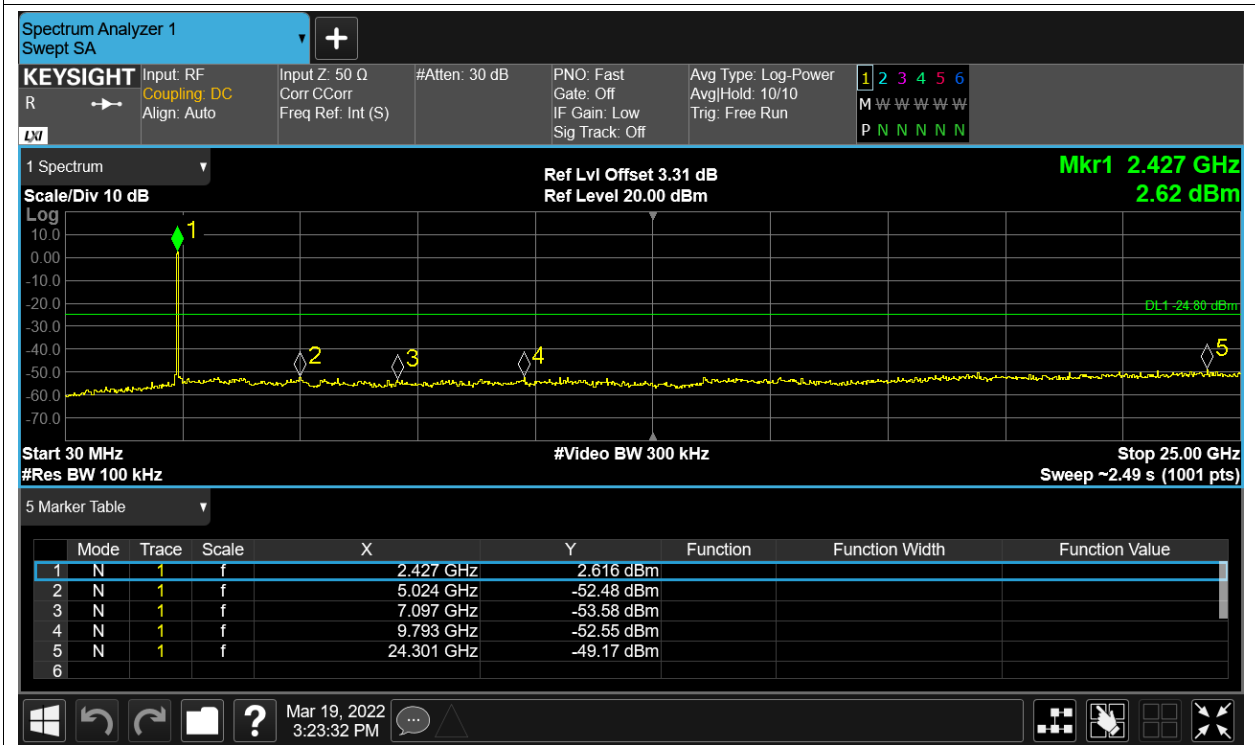 Spectrum Analyzer 1
Swept SA
KEYSIGHT
R
LXI
Input: RF
Coupling: DC
Align: Auto
Input Z: 50 Ω
Corr CCorr
Freq Ref: Int (S)
#Atten: 30 dB
PNO: Fast
Gate: Off
IF Gain: Low
Sig Track: Off
Avg Type: Log-Power
Avg|Hold: 10/10
Trig: Free Run
1 2 3 4 5 6
M W W W W W
P N N N N N
1 Spectrum
Scale/Div 10 dB
Ref Lvl Offset 3.31 dB
Ref Level 20.00 dBm
Mkr1 2.427 GHz
2.62 dBm
Log
10.0
0.00
-10.0
-20.0
-30.0
-40.0
-50.0
-60.0
-70.0
1
2
3
4
5
DL1 -24.80 dBm
Start 30 MHz
#Res BW 100 kHz
#Video BW 300 kHz
Stop 25.00 GHz
Sweep ~2.49 s (1001 pts)
5 Marker Table
Mode Trace Scale X Y Function Function Width Function Value
1 N 1 f 2.427 GHz 2.616 dBm
2 N 1 f 5.024 GHz -52.48 dBm
3 N 1 f 7.097 GHz -53.58 dBm
4 N 1 f 9.793 GHz -52.55 dBm
5 N 1 f 24.301 GHz -49.17 dBm
6
?
Mar 19, 2022
3:23:32 PM